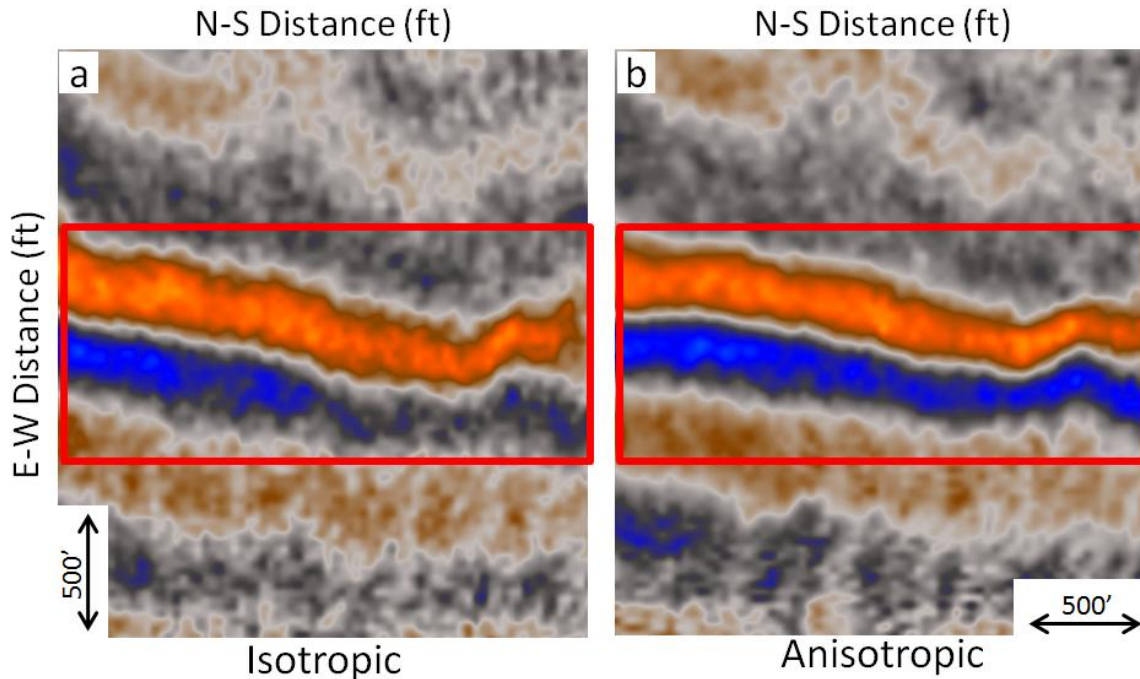 N-S Distance (ft)
N-S Distance (ft)
a
b
E-W Distance (ft)
500'
500'
Isotropic
Anisotropic